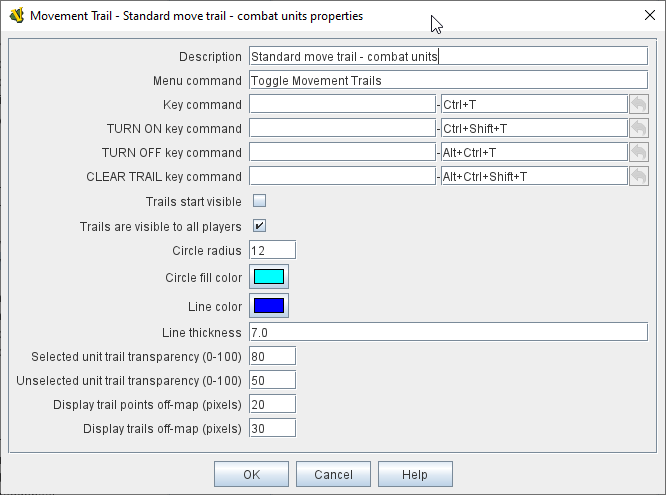 Movement Trail - Standard move trail - combat units properties
Description Standard move trail - combat units
Menu command Toggle Movement Trails
Key command - Ctrl+T
TURN ON key command - Ctrl+Shift+T
TURN OFF key command - Alt+Ctrl+T
CLEAR TRAIL key command - Alt+Ctrl+Shift+T
Trails start visible
Trails are visible to all players
Circle radius 12
Circle fill color
Line color
Line thickness 7.0
Selected unit trail transparency (0-100) 80
Unselected unit trail transparency (0-100) 50
Display trail points off-map (pixels) 20
Display trails off-map (pixels) 30
OK Cancel Help